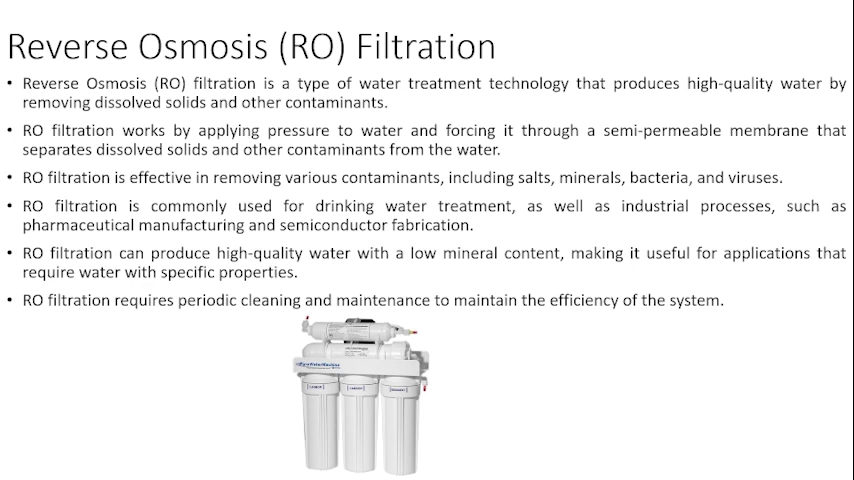 Reverse Osmosis (RO) Filtration
• Reverse Osmosis (RO) filtration is a type of water treatment technology that produces high-quality water by
removing dissolved solids and other contaminants.
• RO filtration works by applying pressure to water and forcing it through a semi-permeable membrane that
separates dissolved solids and other contaminants from the water.
• RO filtration is effective in removing various contaminants, including salts, minerals, bacteria, and viruses.
• RO filtration is commonly used for drinking water treatment, as well as industrial processes, such as
pharmaceutical manufacturing and semiconductor fabrication.
• RO filtration can produce high-quality water with a low mineral content, making it useful for applications that
require water with specific properties.
• RO filtration requires periodic cleaning and maintenance to maintain the efficiency of the system.